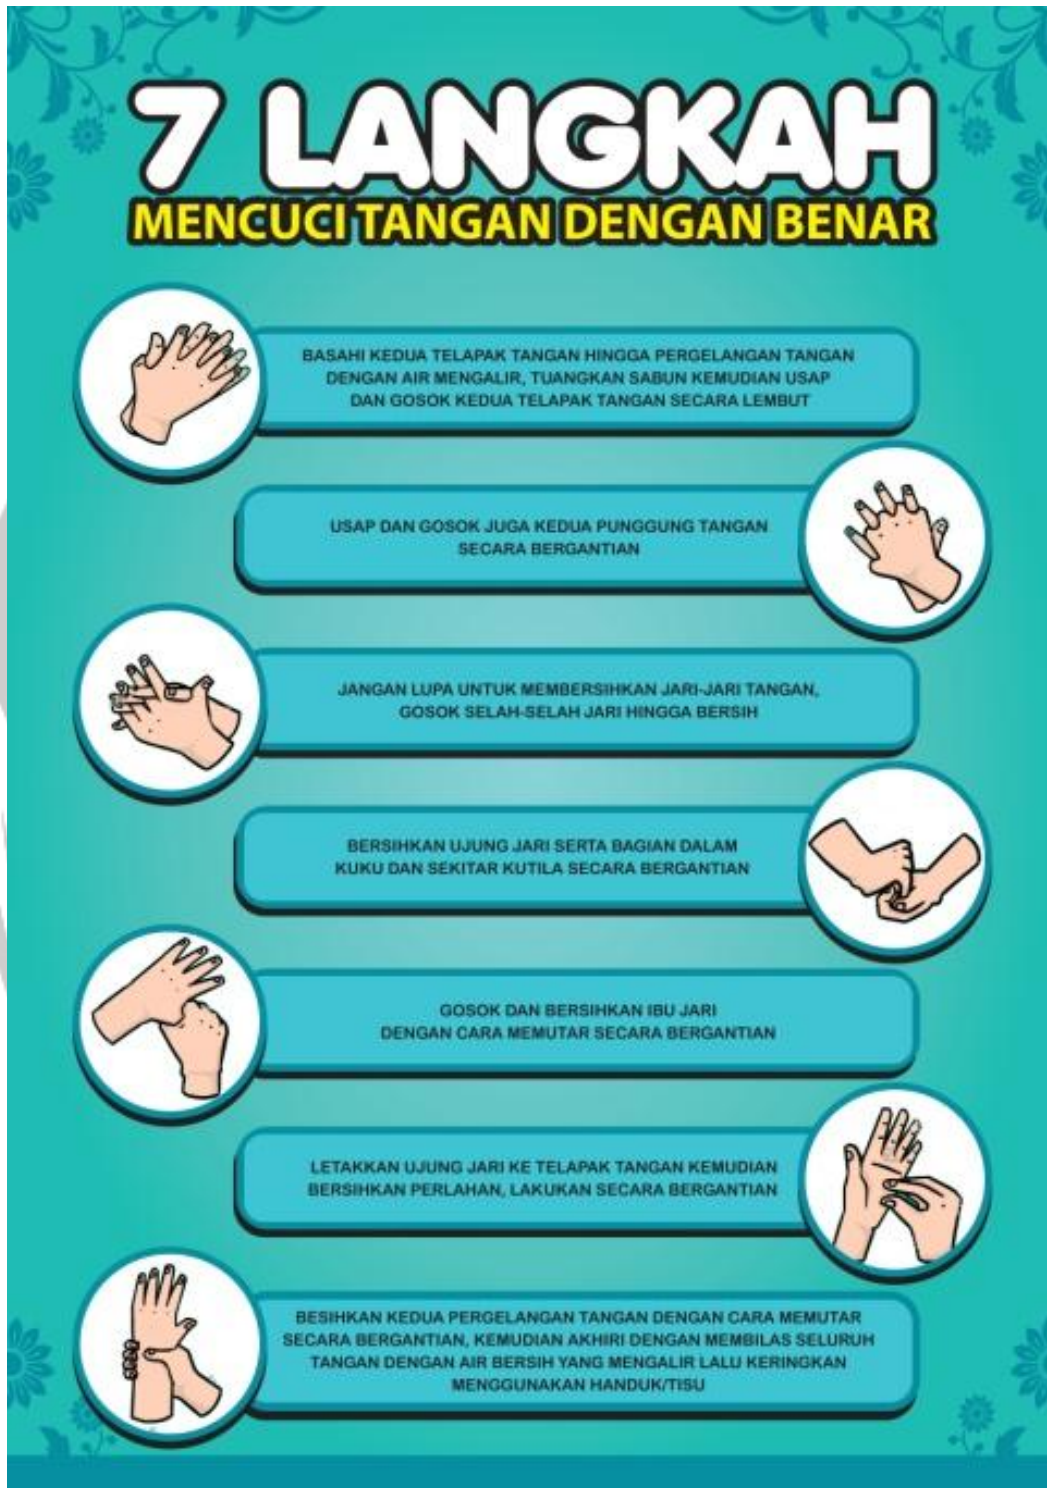 7 LANGKAH
MENCUCI TANGAN DENGAN BENAR
BASAHI KEDUA TELAPAK TANGAN HINGGA PERGELANGAN TANGAN
DENGAN AIR MENGALIR, TUANGKAN SABUN KEMUDIAN USAP
DAN GOSOK KEDUA TELAPAK TANGAN SECARA LEMBUT
USAP DAN GOSOK JUGA KEDUA PUNGGUNG TANGAN
SECARA BERGANTIAN
JANGAN LUPA UNTUK MEMBERSIHKAN JARI-JARI TANGAN,
GOSOK SELAH-SELAH JARI HINGGA BERSIH
BERSIHKAN UJUNG JARI SERTA BAGIAN DALAM
KUKU DAN SEKITAR KUTILA SECARA BERGANTIAN
GOSOK DAN BERSIHKAN IBU JARI
DENGAN CARA MEMUTAR SECARA BERGANTIAN
LETAKKAN UJUNG JARI KE TELAPAK TANGAN KEMUDIAN
BERSIHKAN PERLAHAN, LAKUKAN SECARA BERGANTIAN
BESIHKAN KEDUA PERGELANGAN TANGAN DENGAN CARA MEMUTAR
SECARA BERGANTIAN, KEMUDIAN AKHIRI DENGAN MEMBILAS SELURUH
TANGAN DENGAN AIR BERSIH YANG MENGALIR LALU KERINGKAN
MENGGUNAKAN HANDUK/TISU